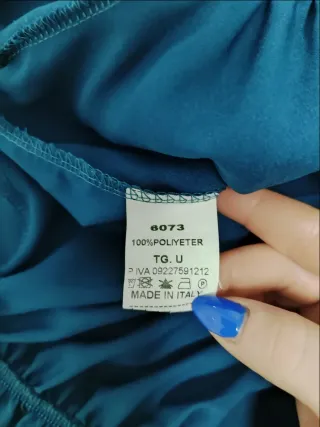 6073
100%POLIYETER
TG. U
P.IVA 09227591212
MADE IN ITALY